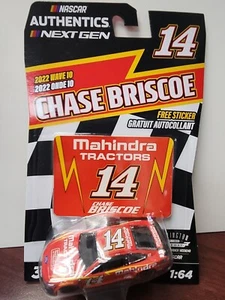 NASCAR
AUTHENTICS
NEXT GEN
14
2022 WAVE 10
2022 ONDE 10
CHASE BRISCOE
FREE STICKER
GRATUIT AUTOCOLLANT
Mahindra
TRACTORS
14
CHASE
BRISCOE
14
1:64